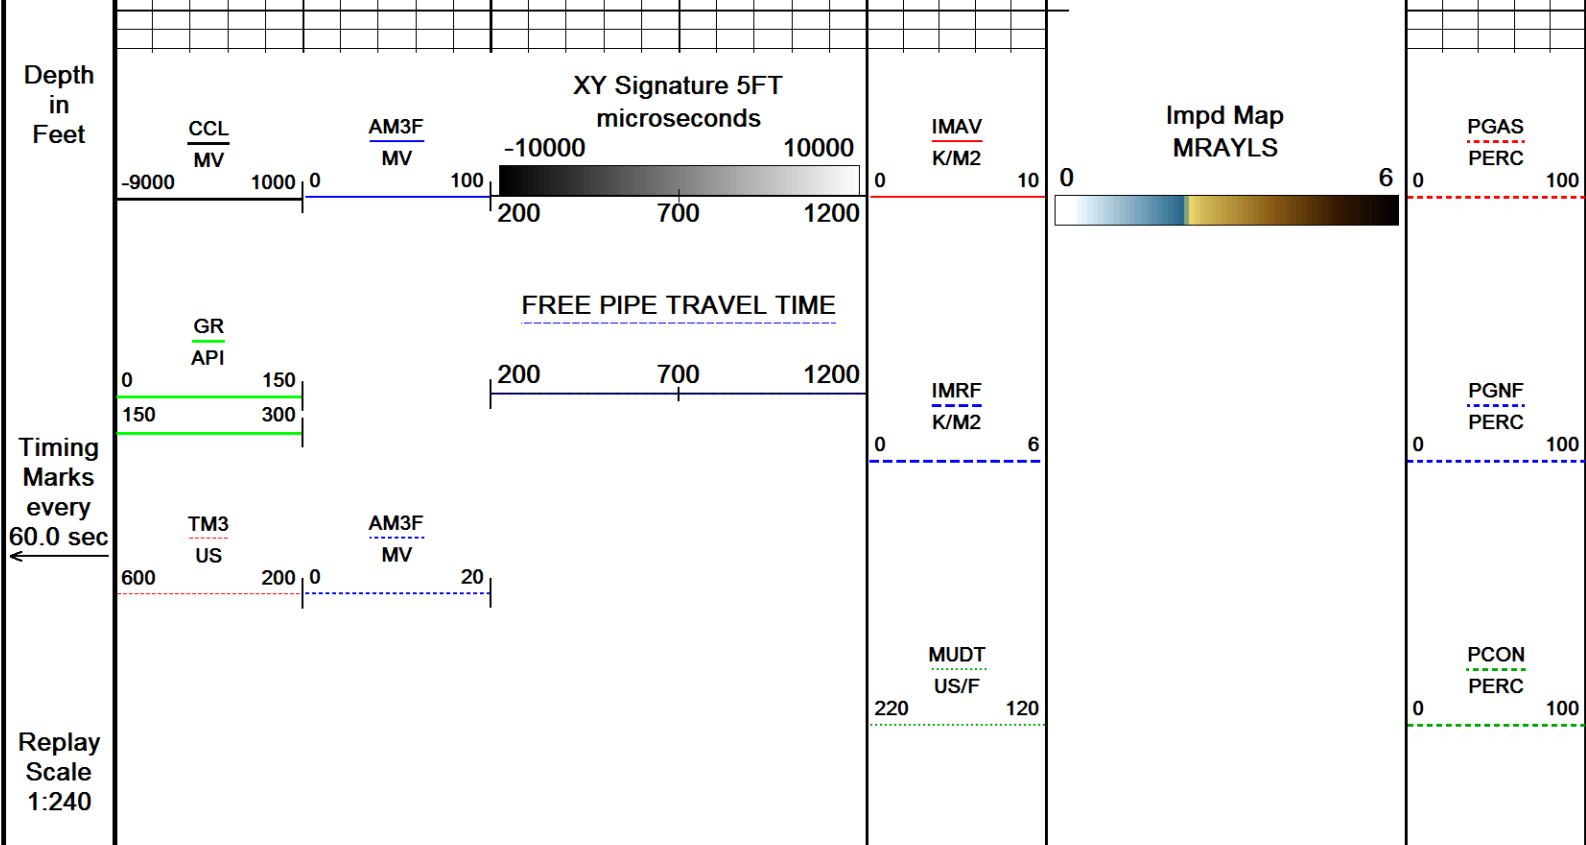 Depth
in
Feet
Timing
Marks
every
60.0 sec
Replay
Scale
1:240
CCL
MV
-9000 1000
GR
API
0 150
150 300
TM3
US
600 200
AM3F
MV
0 100
AM3F
MV
0 20
XY Signature 5FT
microseconds
-10000 10000
200 700 1200
FREE PIPE TRAVEL TIME
200 700 1200
IMAV
K/M2
0 10
IMRF
K/M2
0 6
MUDT
US/F
220 120
Impd Map
MRAYLS
0 6
PGAS
PERC
0 100
PGNF
PERC
0 100
PCON
PERC
0 100